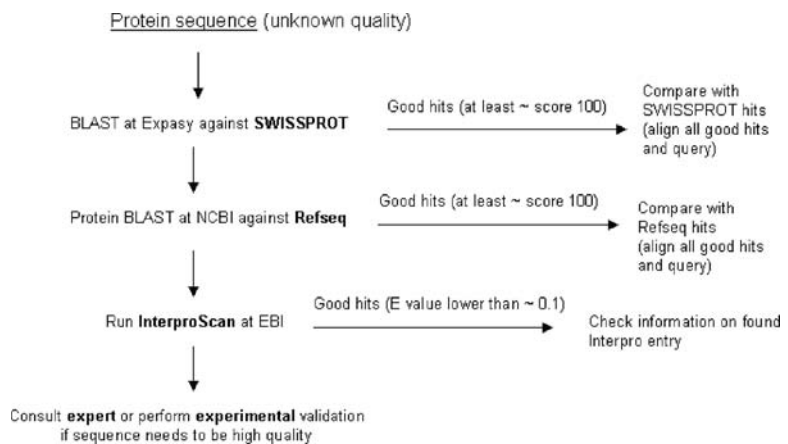 Protein sequence (unknown quality)
Good hits (at least ~ score 100)
Compare with
SWISSPROT hits
(align all good hits
and query)
BLAST at Expasy against SWISSPROT
Good hits (at least ~ score 100)
Compare with
Refseq hits
(align all good hits
and query)
Protein BLAST at NCBI against Refseq
Good hits (E value lower than ~ 0.1)
Run InterproScan at EBI
Check information on found
Interpro entry
Consult expert or perform experimental validation
if sequence needs to be high quality